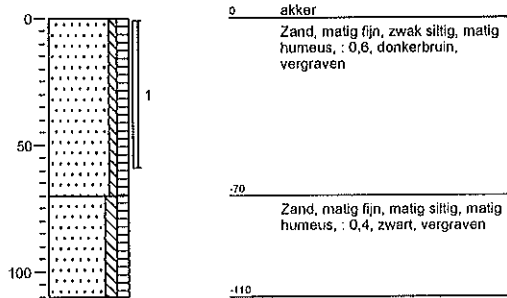 0
50
100
1
0 akker
Zand, matig fijn, zwak siltig, matig
humeus, : 0,6, donkerbruin,
vergraven
-70
Zand, matig fijn, matig siltig, matig
humeus, : 0,4, zwart, vergraven
-110